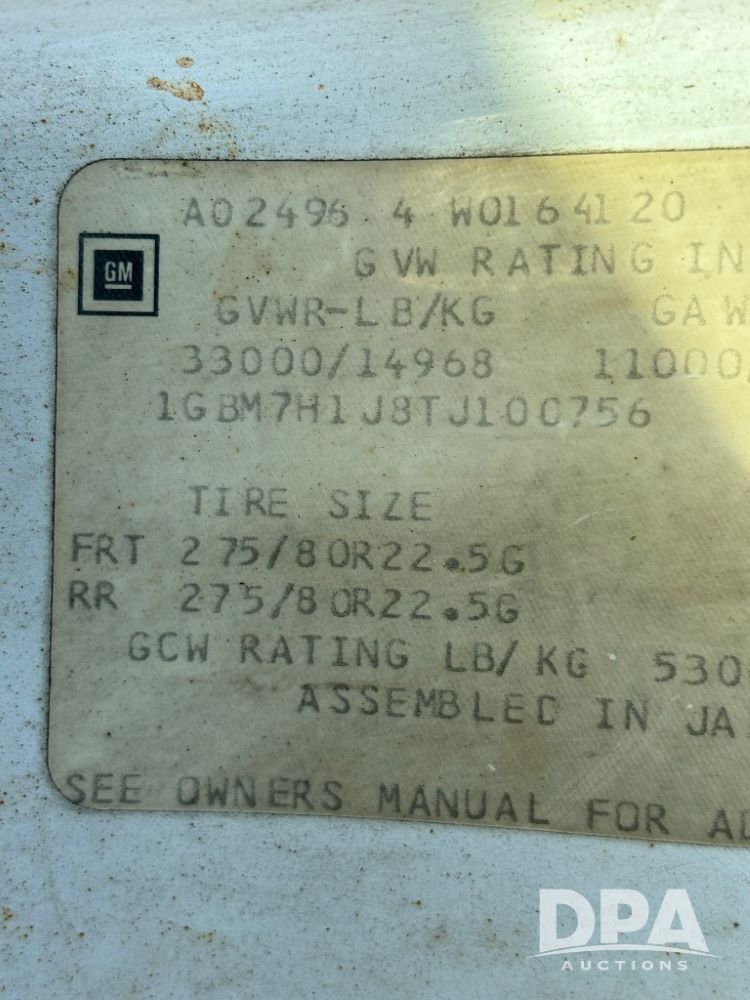 A02496 4 W0164120
GM
GVW RATING IN
GVWR-LB/KG GAW
33000/14968 11000/
1GBM7H1J8TJ100756
TIRE SIZE
FRT 275/80R22.5G
RR 275/80R22.5G
GCW RATING LB/KG 530
ASSEMBLED IN JA
SEE OWNERS MANUAL FOR AD
DPA
AUCTIONS